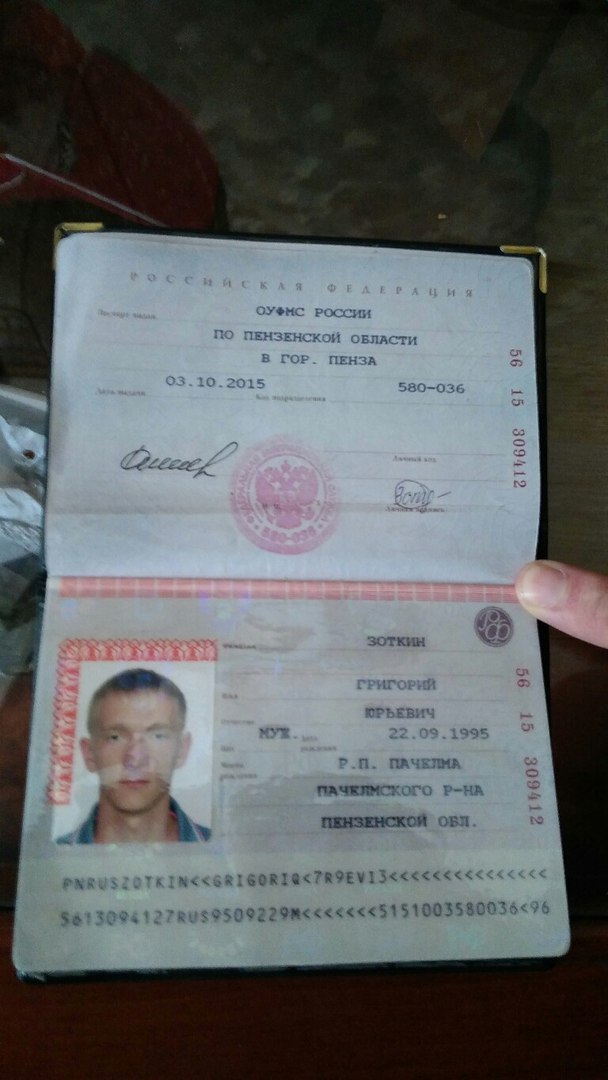 РОССИЙСКАЯ ФЕДЕРАЦИЯ
Паспорт выдан
ОУФМС РОССИИ
ПО ПЕНЗЕНСКОЙ ОБЛАСТИ
В ГОР. ПЕНЗА
Дата выдачи 03.10.2015 Код подразделения 580-036
Личный код
Личная подпись
56 15 309412
ЗОТКИН
Имя ГРИГОРИЙ
Отчество ЮРЬЕВИЧ
Пол МУЖ. Дата рождения 22.09.1995
Место рождения Р.П. ПАЧЕЛМА
ПАЧЕЛМСКОГО Р-НА
ПЕНЗЕНСКОЙ ОБЛ.
56 15 309412
PNRUSZOTKIN<<GRIGORIQ<7R9EVI3<<<<<<<<<<<<<<<
5613094127RUS9509229M<<<<<<<5151003580036<96